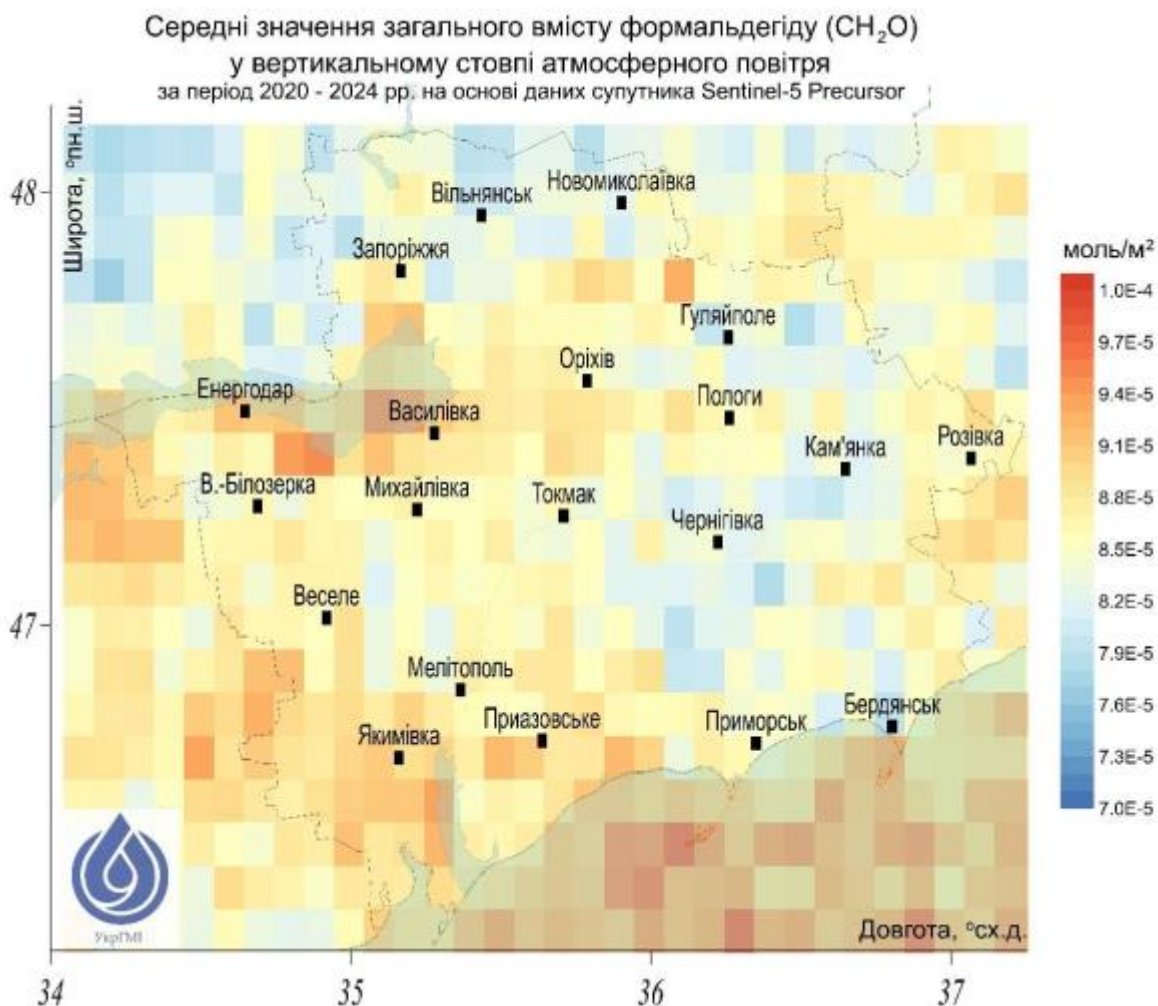 Середні значення загального вмісту формальдегіду (CH₂O)
у вертикальному стовпі атмосферного повітря
за період 2020 - 2024 рр. на основі даних супутника Sentinel-5 Precursor
Широта, °пн.ш.
48
47
Вільнянськ
Новомиколаївка
Запоріжжя
Гуляйполе
Оріхів
Енергодар
Василівка
Пологи
Кам'янка
Розівка
В.-Білозерка
Михайлівка
Токмак
Чернігівка
Веселе
Мелітополь
Якимівка
Приазовське
Приморськ
Бердянськ
моль/м²
1.0E-4
9.7E-5
9.4E-5
9.1E-5
8.8E-5
8.5E-5
8.2E-5
7.9E-5
7.6E-5
7.3E-5
7.0E-5
УкрГМІ
Довгота, °сх.д.
34
35
36
37